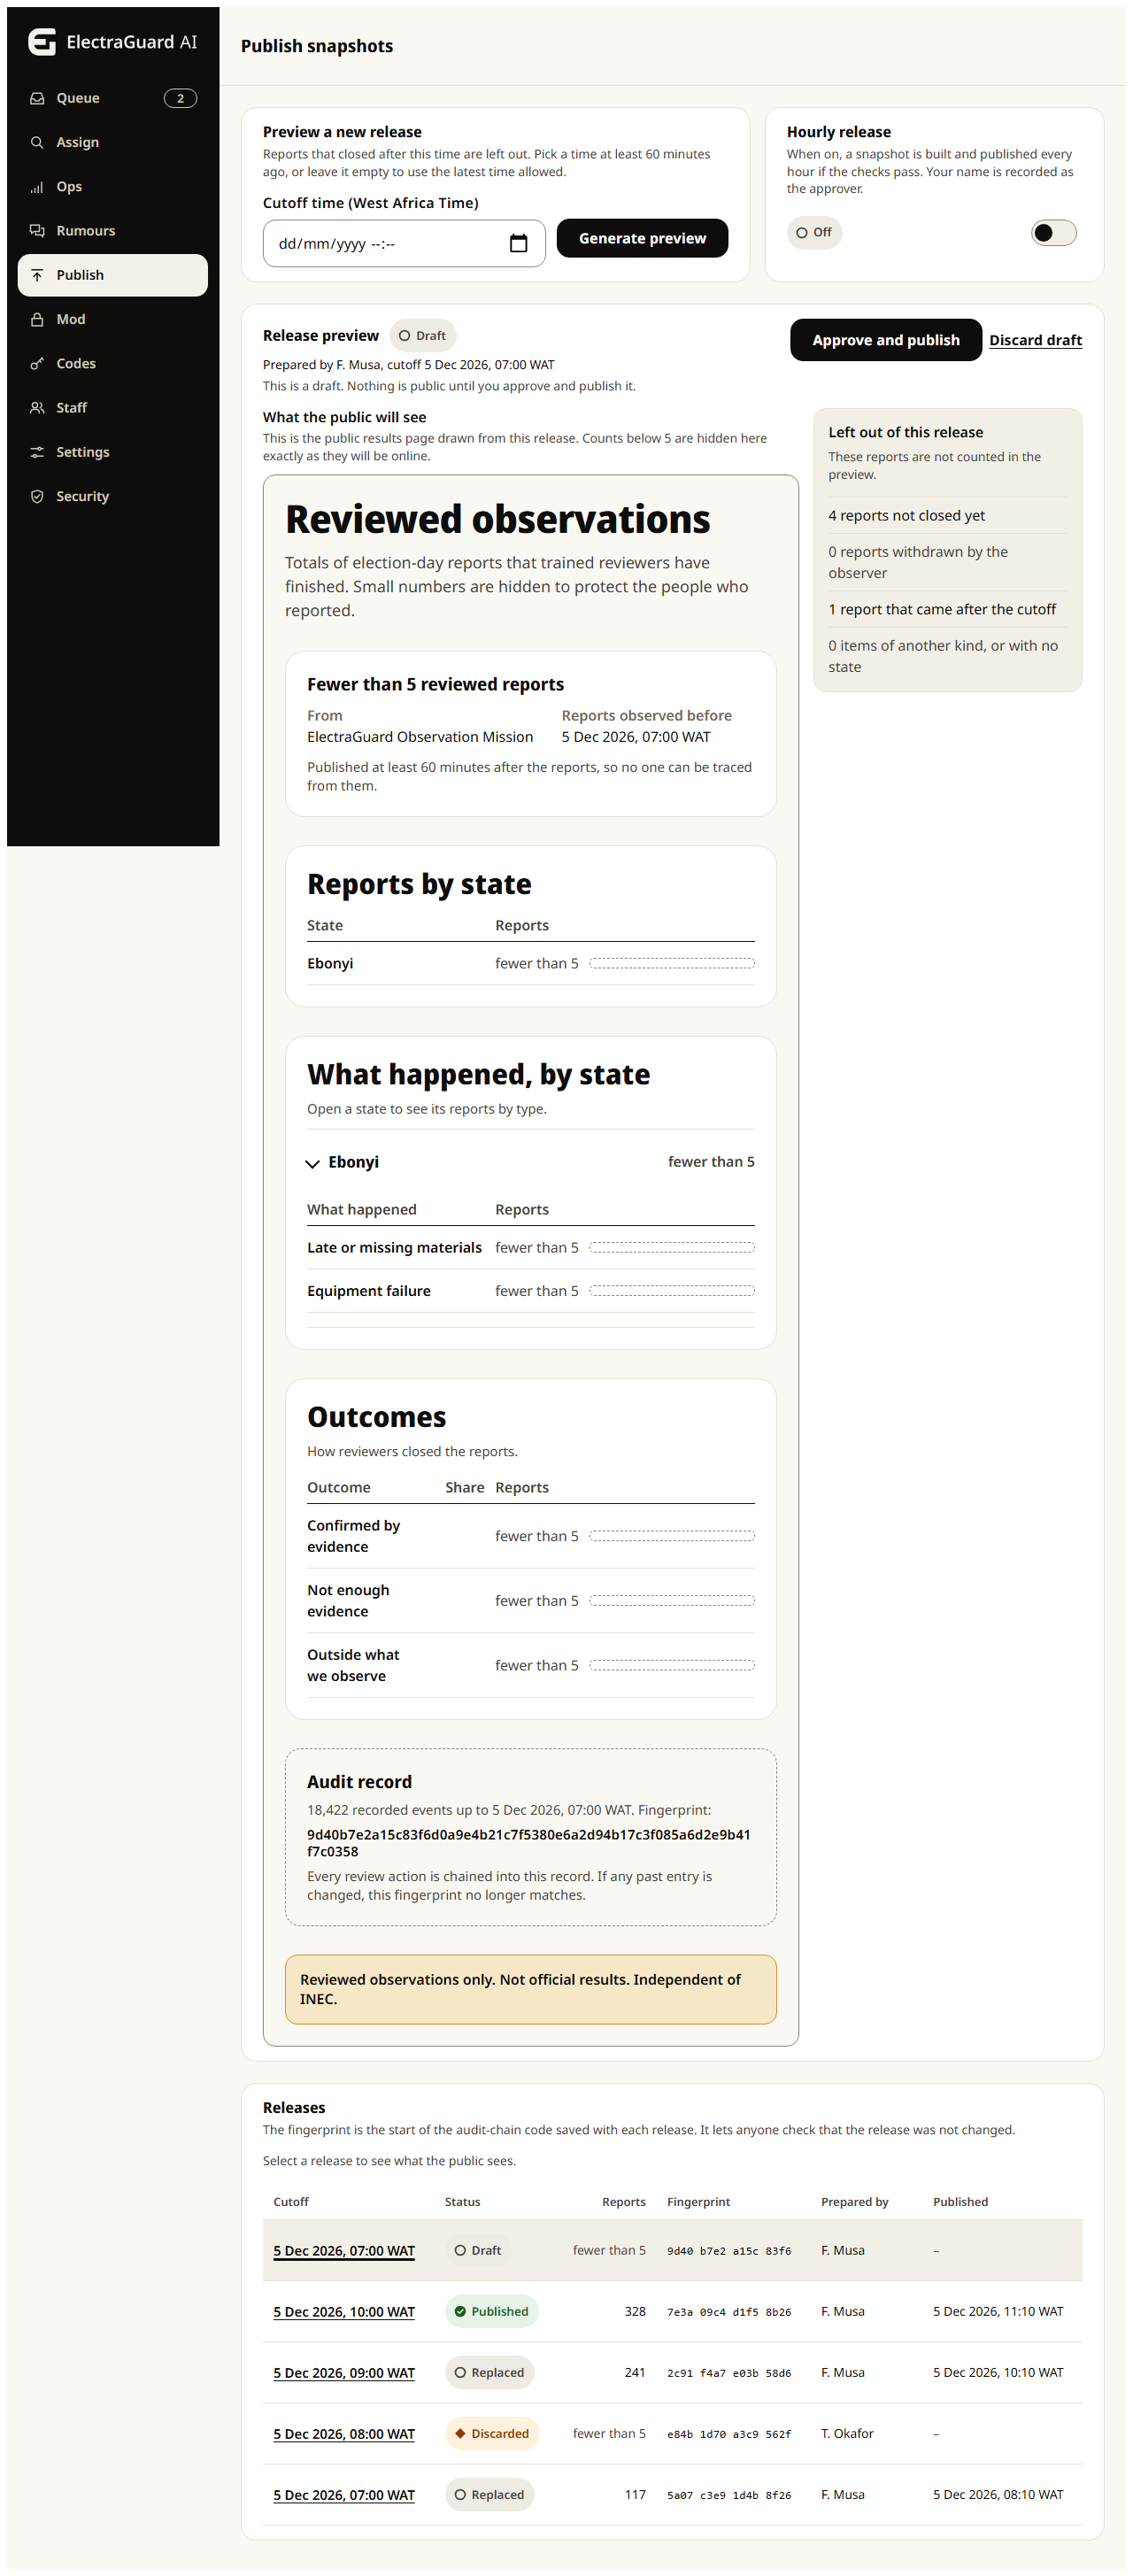 ElectraGuard AI
Queue 2
Assign
Ops
Rumours
Publish
Mod
Codes
Staff
Settings
Security
Publish snapshots
Preview a new release
Reports that closed after this time are left out. Pick a time at least 60 minutes
ago, or leave it empty to use the latest time allowed.
Cutoff time (West Africa Time)
dd/mm/yyyy --:--
Generate preview
Hourly release
When on, a snapshot is built and published every
hour if the checks pass. Your name is recorded as
the approver.
Off
Release preview Draft
Approve and publish Discard draft
Prepared by F. Musa, cutoff 5 Dec 2026, 07:00 WAT
This is a draft. Nothing is public until you approve and publish it.
What the public will see
This is the public results page drawn from this release. Counts below 5 are hidden here
exactly as they will be online.
Reviewed observations
Totals of election-day reports that trained reviewers have
finished. Small numbers are hidden to protect the people who
reported.
Fewer than 5 reviewed reports
From Reports observed before
ElectraGuard Observation Mission 5 Dec 2026, 07:00 WAT
Published at least 60 minutes after the reports, so no one can be traced
from them.
Reports by state
State Reports
Ebonyi fewer than 5
What happened, by state
Open a state to see its reports by type.
Ebonyi fewer than 5
What happened Reports
Late or missing materials fewer than 5
Equipment failure fewer than 5
Outcomes
How reviewers closed the reports.
Outcome Share Reports
Confirmed by
evidence fewer than 5
Not enough
evidence fewer than 5
Outside what
we observe fewer than 5
Audit record
18,422 recorded events up to 5 Dec 2026, 07:00 WAT. Fingerprint:
9d40b7e2a15c83f6d0a9e4b21c7f5380e6a2d94b17c3f085a6d2e9b41
f7c0358
Every review action is chained into this record. If any past entry is
changed, this fingerprint no longer matches.
Reviewed observations only. Not official results. Independent of
INEC.
Left out of this release
These reports are not counted in the
preview.
4 reports not closed yet
0 reports withdrawn by the
observer
1 report that came after the cutoff
0 items of another kind, or with no
state
Releases
The fingerprint is the start of the audit-chain code saved with each release. It lets anyone check that the release was not changed.
Select a release to see what the public sees.
Cutoff Status Reports Fingerprint Prepared by Published
5 Dec 2026, 07:00 WAT Draft fewer than 5 9d40 b7e2 a15c 83f6 F. Musa –
5 Dec 2026, 10:00 WAT Published 328 7e3a 09c4 d1f5 8b26 F. Musa 5 Dec 2026, 11:10 WAT
5 Dec 2026, 09:00 WAT Replaced 241 2c91 f4a7 e03b 58d6 F. Musa 5 Dec 2026, 10:10 WAT
5 Dec 2026, 08:00 WAT Discarded fewer than 5 e84b 1d70 a3c9 562f T. Okafor –
5 Dec 2026, 07:00 WAT Replaced 117 5a07 c3e9 1d4b 8f26 F. Musa 5 Dec 2026, 08:10 WAT